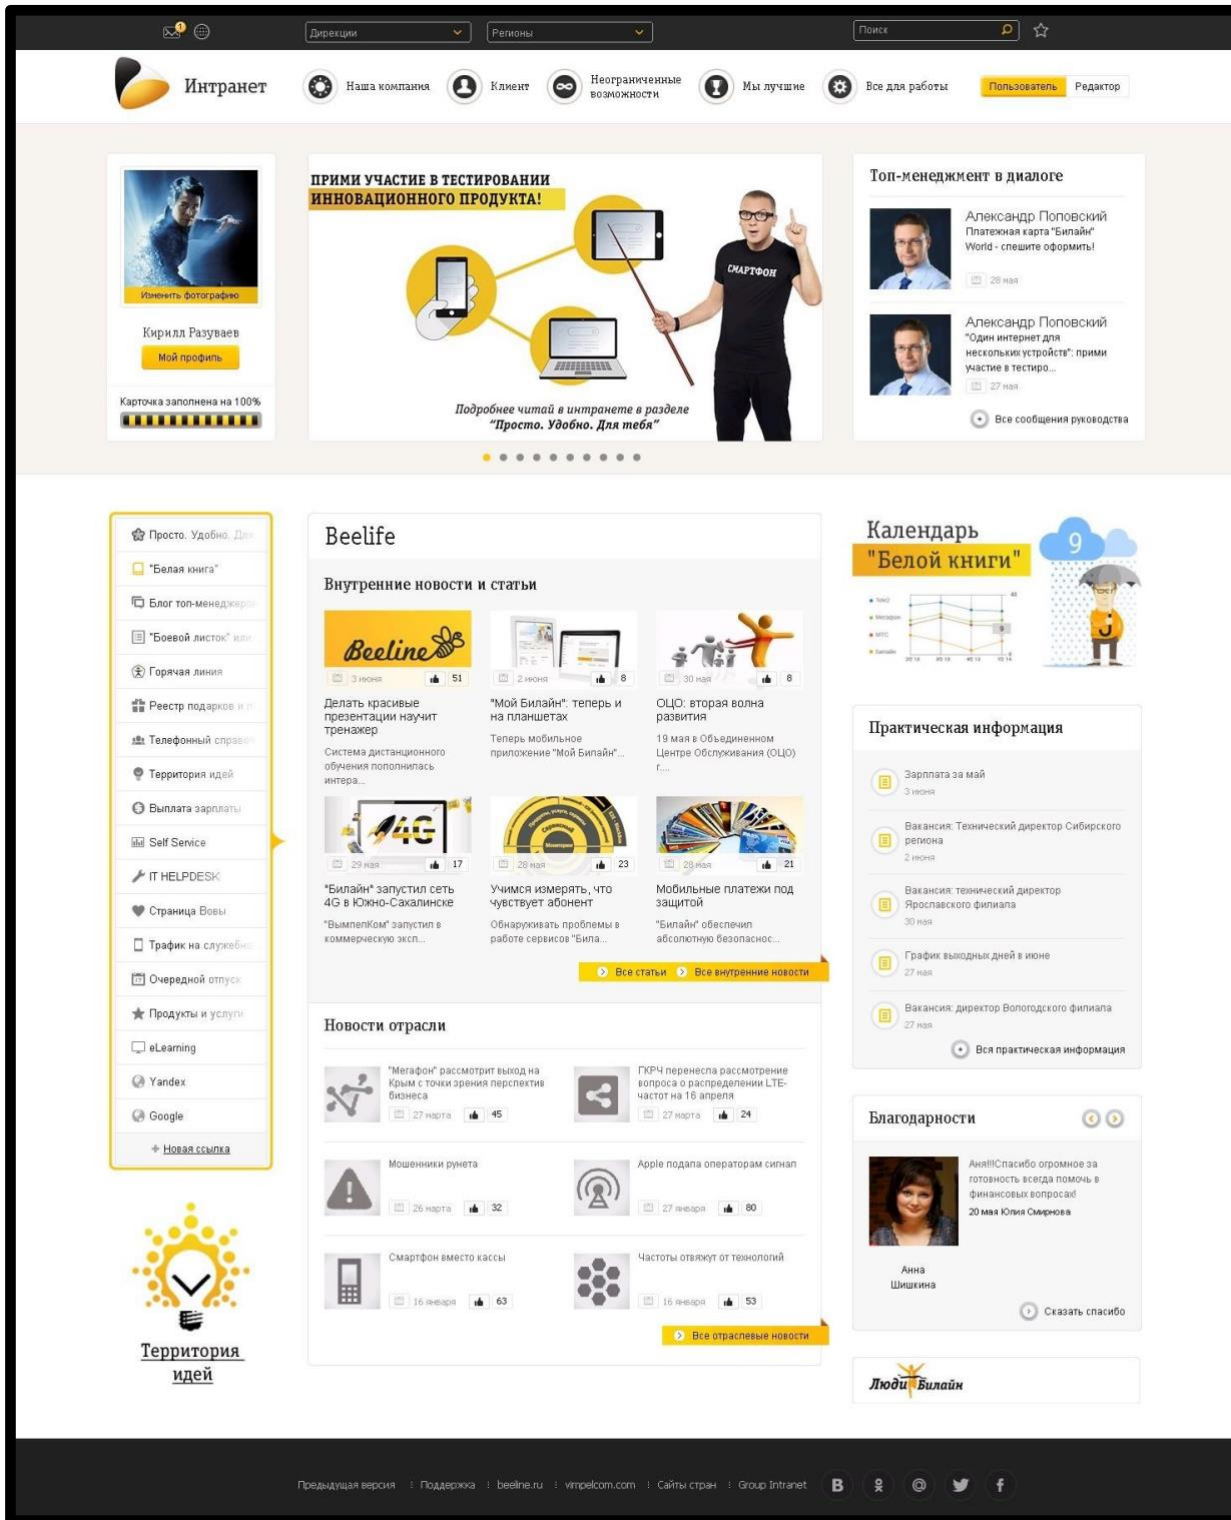 1
Дирекции
Регионы
Поиск
Интранет
Наша компания
Клиент
Неограниченные
возможности
Мы лучшие
Все для работы
Пользователь
Редактор
Изменить фотографию
Кирилл Разуваев
Мой профиль
Карточка заполнена на 100%
ПРИМИ УЧАСТИЕ В ТЕСТИРОВАНИИ
ИННОВАЦИОННОГО ПРОДУКТА!
СМАРТФОН
Подробнее читай в интранете в разделе
"Просто. Удобно. Для тебя"
Топ-менеджмент в диалоге
Александр Поповский
Платежная карта "Билайн"
World - спешите оформить!
28 мая
Александр Поповский
"Один интернет для
нескольких устройств": прими
участие в тестиро...
27 мая
Все сообщения руководства
Просто. Удобно. Для
"Белая книга"
Блог топ-менеджеро
"Боевой листок" или
Горячая линия
Реестр подарков и п
Телефонный справоч
Территория идей
Выплата зарплаты
Self Service
IT HELPDESK
Страница Вовы
Трафик на служебно
Очередной отпуск
Продукты и услуги
eLearning
Yandex
Google
+ Новая ссылка
Территория
идей
Beelife
Внутренние новости и статьи
Beeline
3 июня 51
Делать красивые
презентации научит
тренажер
Система дистанционного
обучения пополнилась
интера...
2 июня 8
"Мой Билайн": теперь и
на планшетах
Теперь мобильное
приложение "Мой Билайн"...
30 мая 8
ОЦО: вторая волна
развития
19 мая в Объединенном
Центре Обслуживания (ОЦО)
г....
4G
29 мая 17
"Билайн" запустил сеть
4G в Южно-Сахалинске
"ВымпелКом" запустил в
коммерческую эксп...
28 мая 23
Учимся измерять, что
чувствует абонент
Обнаруживать проблемы в
работе сервисов "Била...
28 мая 21
Мобильные платежи под
защитой
"Билайн" обеспечил
абсолютную безопаснос...
Все статьи
Все внутренние новости
Новости отрасли
"Мегафон" рассмотрит выход на
Крым с точки зрения перспектив
бизнеса
27 марта 45
ГКРЧ перенесла рассмотрение
вопроса о распределении LTE-
частот на 16 апреля
27 марта 24
Мошенники рунета
26 марта 32
Apple подала операторам сигнал
27 января 80
Смартфон вместо кассы
16 января 63
Частоты отвяжут от технологий
16 января 53
Все отраслевые новости
Календарь
"Белой книги"
9
Tele2
Мегафон
МТС
Билайн
9
J
Практическая информация
Зарплата за май
3 июня
Вакансия: Технический директор Сибирского
региона
2 июня
Вакансия: технический директор
Ярославского филиала
30 мая
График выходных дней в июне
27 мая
Вакансия: директор Вологодского филиала
27 мая
Вся практическая информация
Благодарности
Аня!!!Спасибо огромное за
готовность всегда помочь в
финансовых вопросах!
20 мая Юлия Смирнова
Анна
Шишкина
Сказать спасибо
Люди Билайн
Предыдущая версия
Поддержка
beeline.ru
vimpelcom.com
Сайты стран
Group Intranet